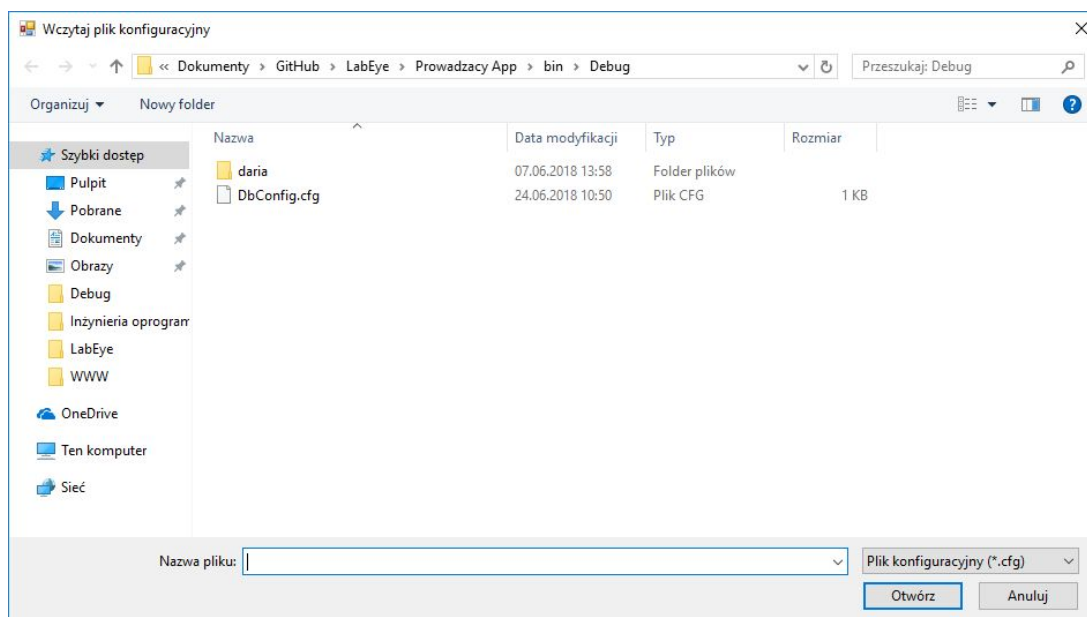 Wczytaj plik konfiguracyjny
« Dokumenty > GitHub > LabEye > Prowadzacy App > bin > Debug
Przeszukaj: Debug
Organizuj
Nowy folder
Nazwa Data modyfikacji Typ Rozmiar
Szybki dostęp
Pulpit
Pobrane
Dokumenty
Obrazy
Debug
Inżynieria oprogram
LabEye
WWW
OneDrive
Ten komputer
Sieć
daria 07.06.2018 13:58 Folder plików
DbConfig.cfg 24.06.2018 10:50 Plik CFG 1 KB
Nazwa pliku:
Plik konfiguracyjny (*.cfg)
Otwórz Anuluj